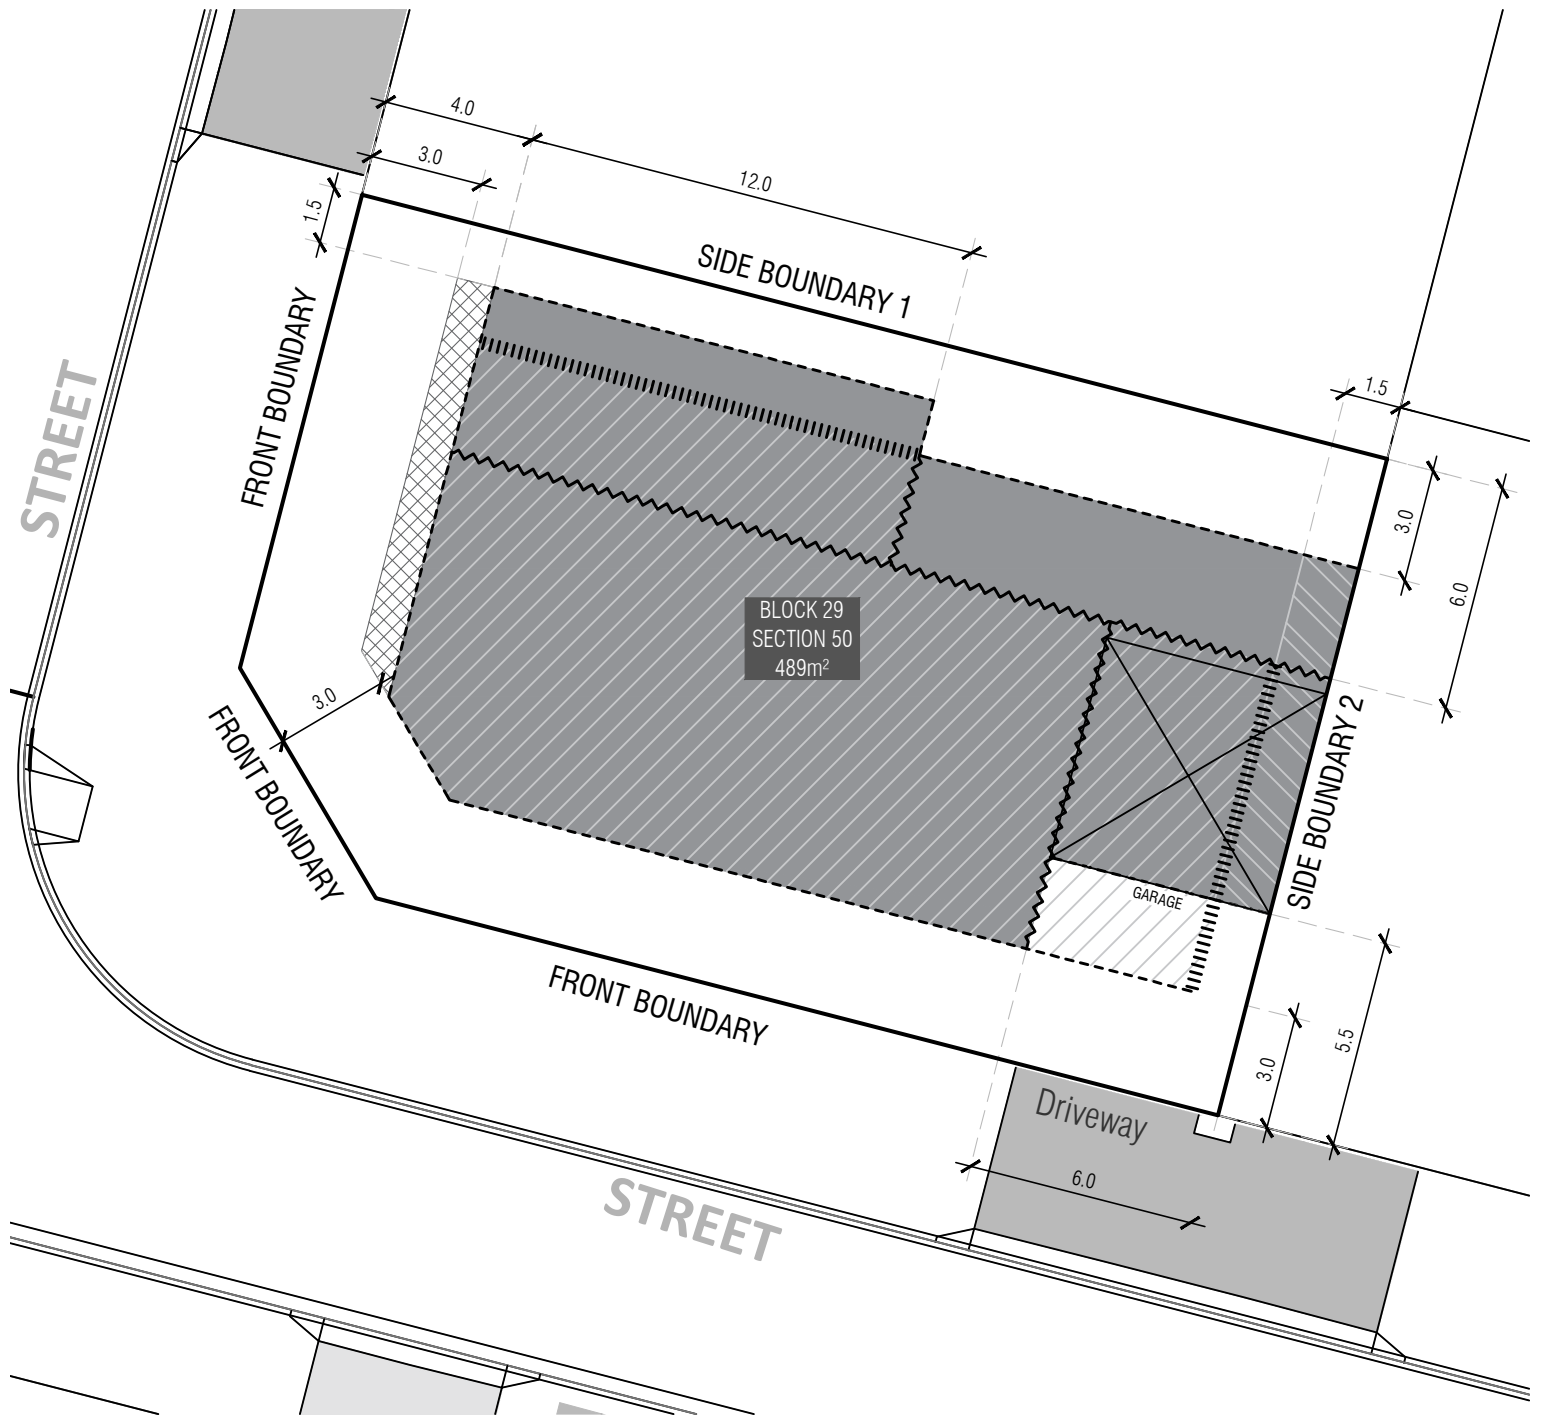 4.0
3.0
12.0
1.5
SIDE BOUNDARY 1
FRONT BOUNDARY
STREET
1.5
3.0
6.0
BLOCK 29
SECTION 50
489m²
3.0
FRONT BOUNDARY
SIDE BOUNDARY 2
GARAGE
FRONT BOUNDARY
5.5
3.0
Driveway
6.0
STREET